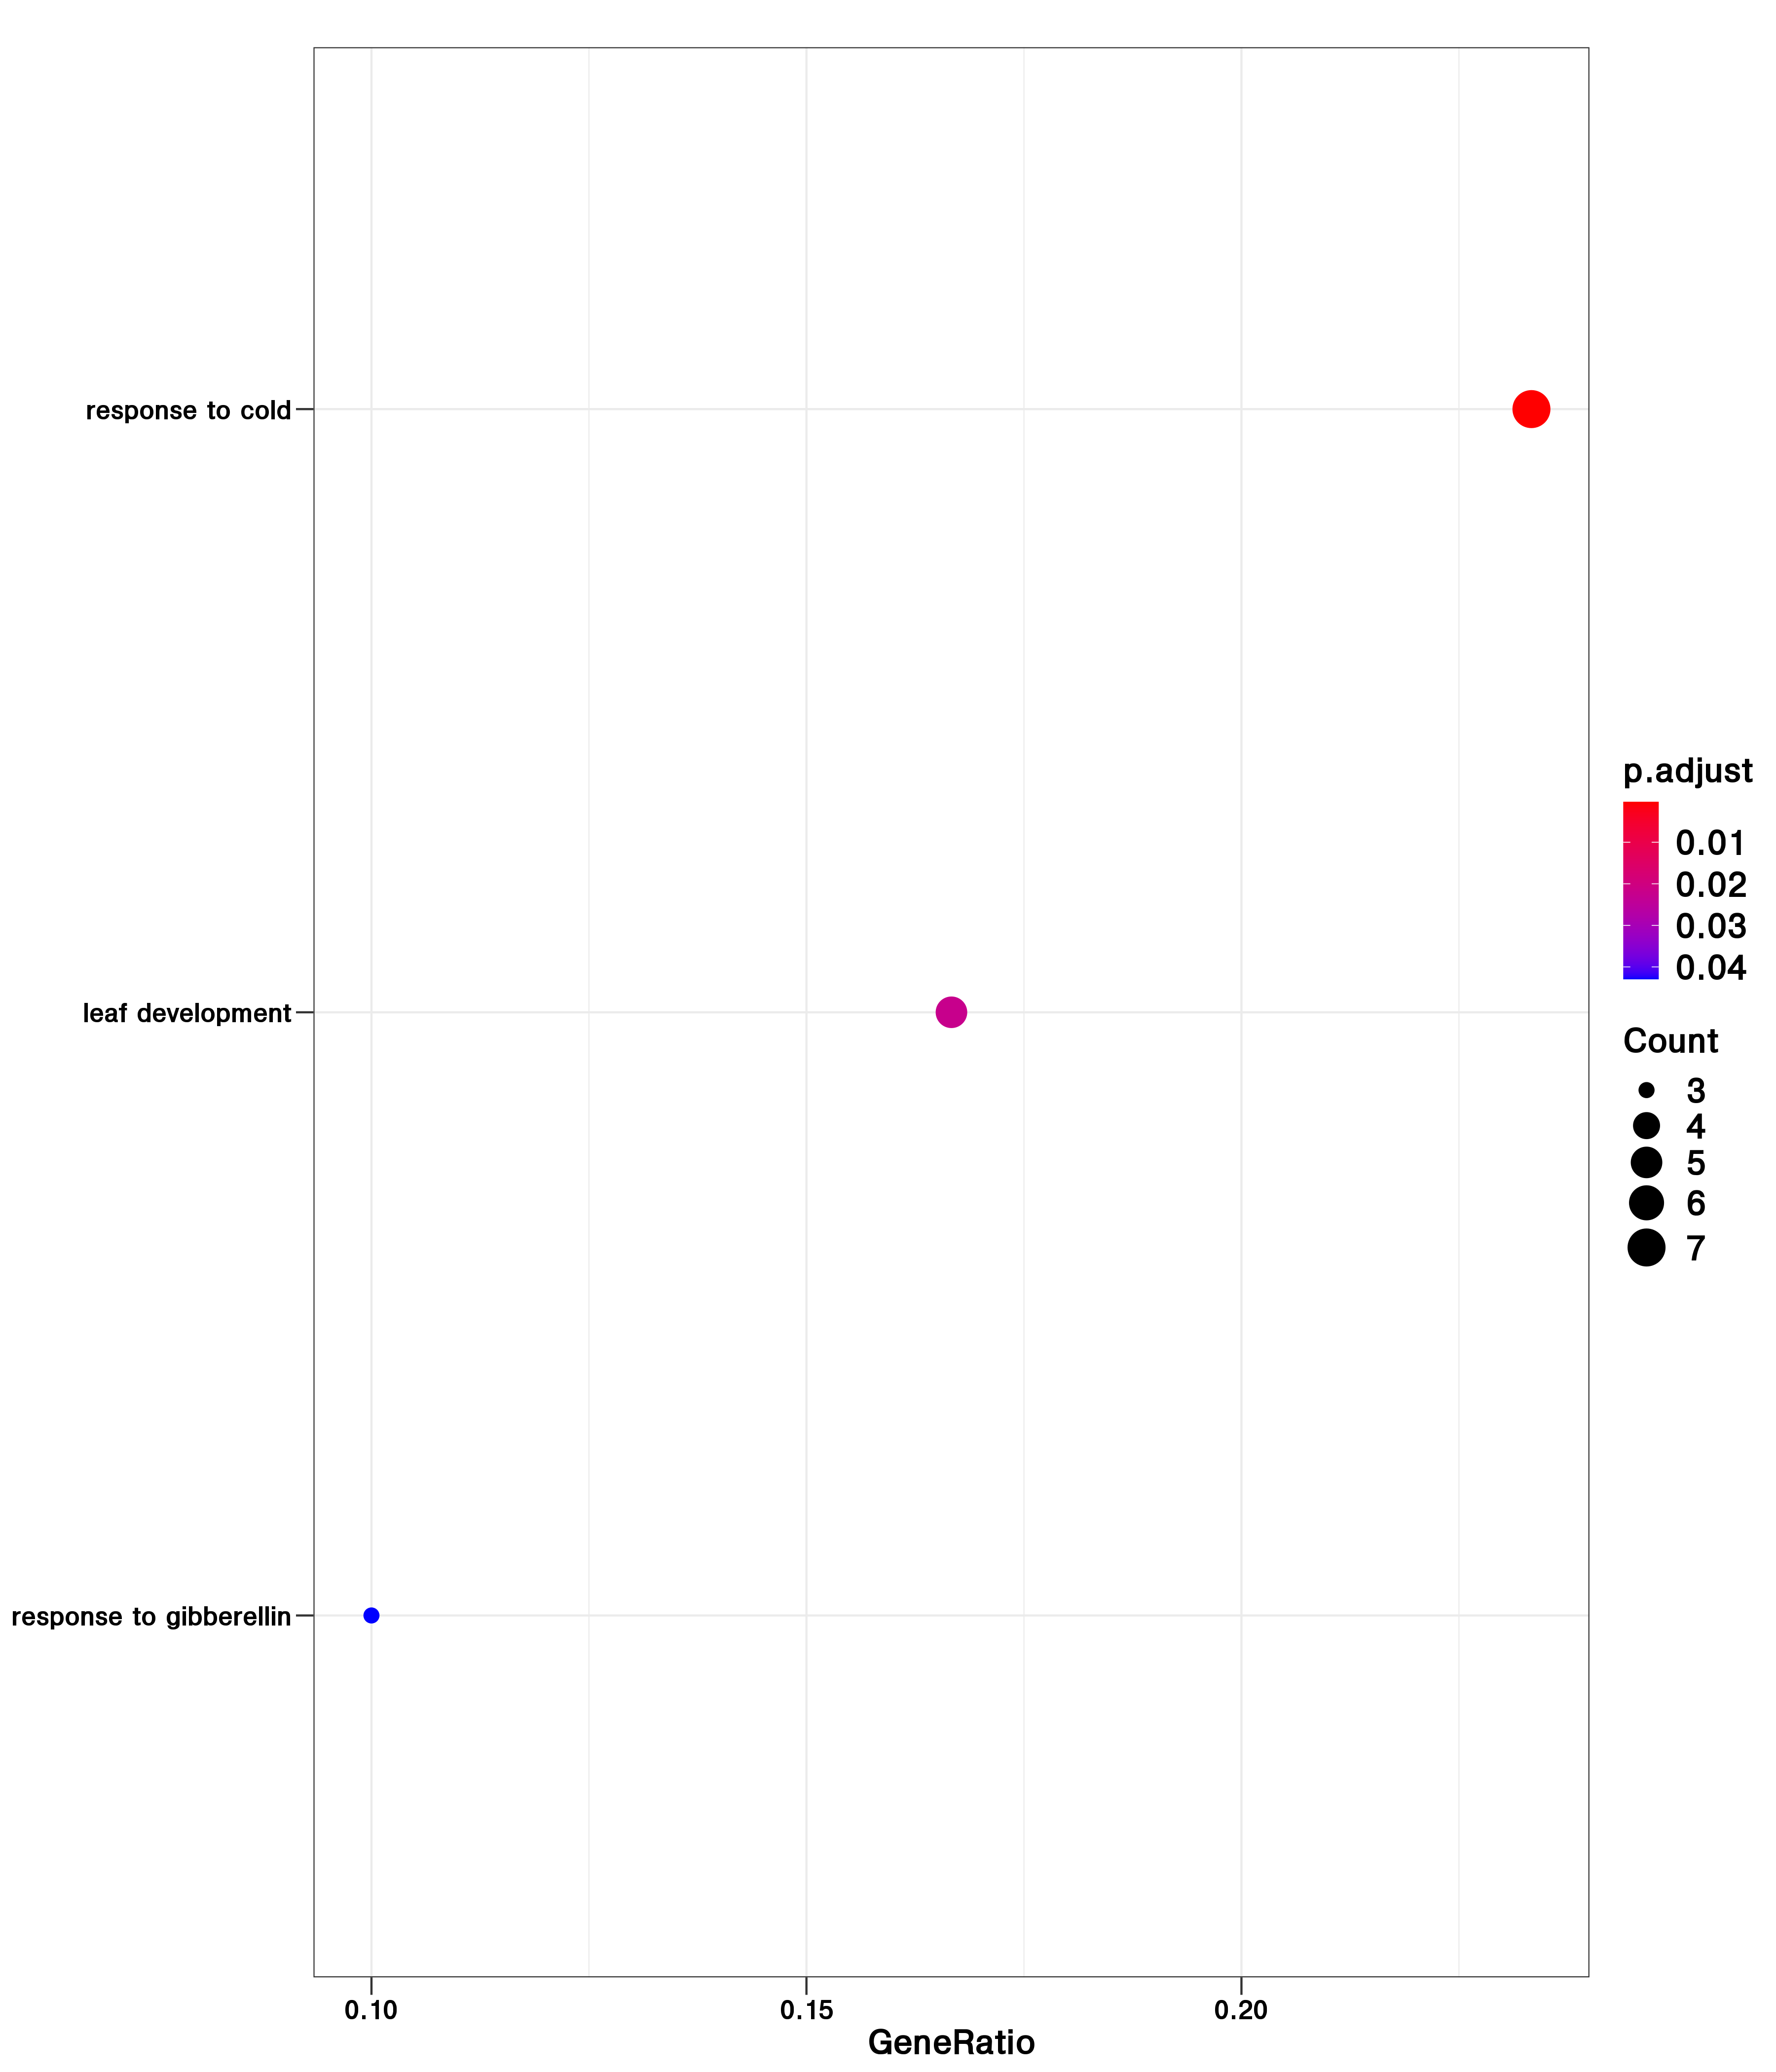 response to cold
leaf development
response to gibberellin
0.10
0.15
0.20
GeneRatio
p.adjust
0.01
0.02
0.03
0.04
Count
3
4
5
6
7